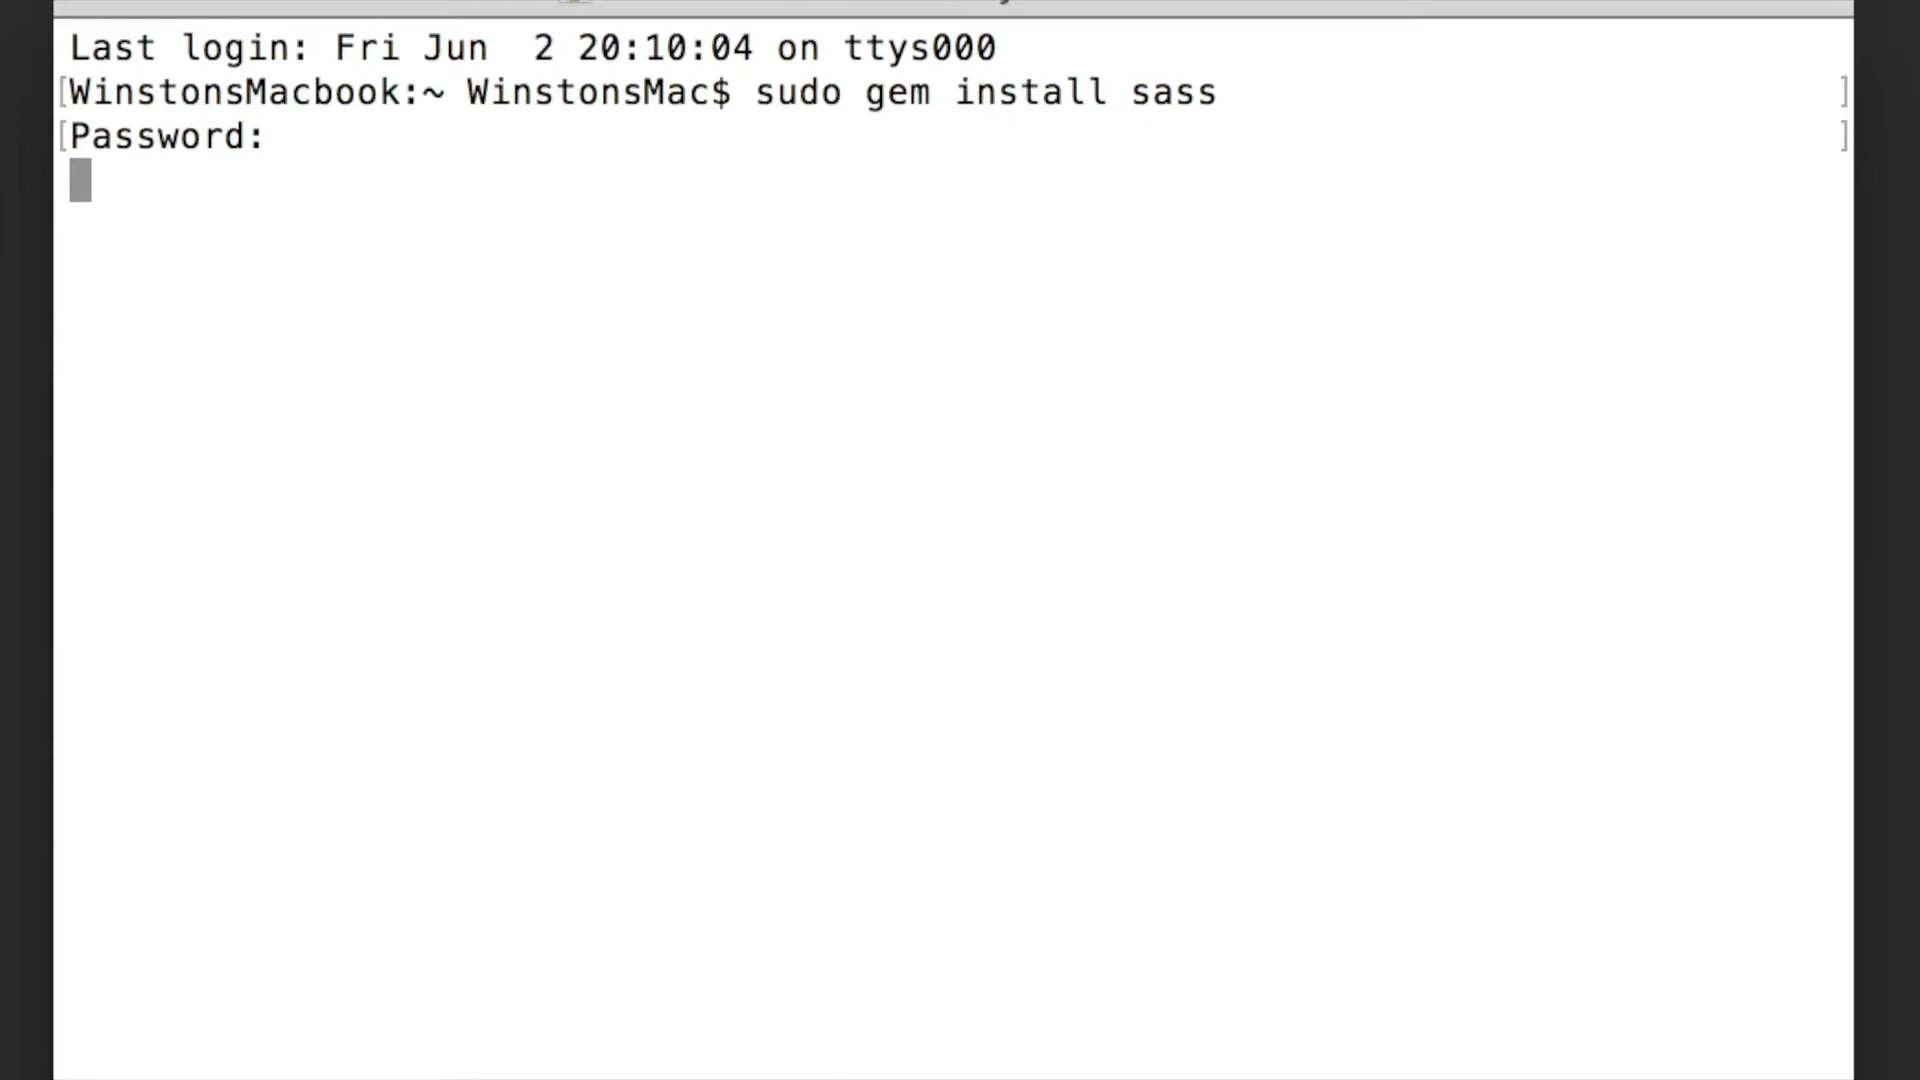 Last login: Fri Jun  2 20:10:04 on ttys000
[WinstonsMacbook:~ WinstonsMac$ sudo gem install sass ]
[Password: ]